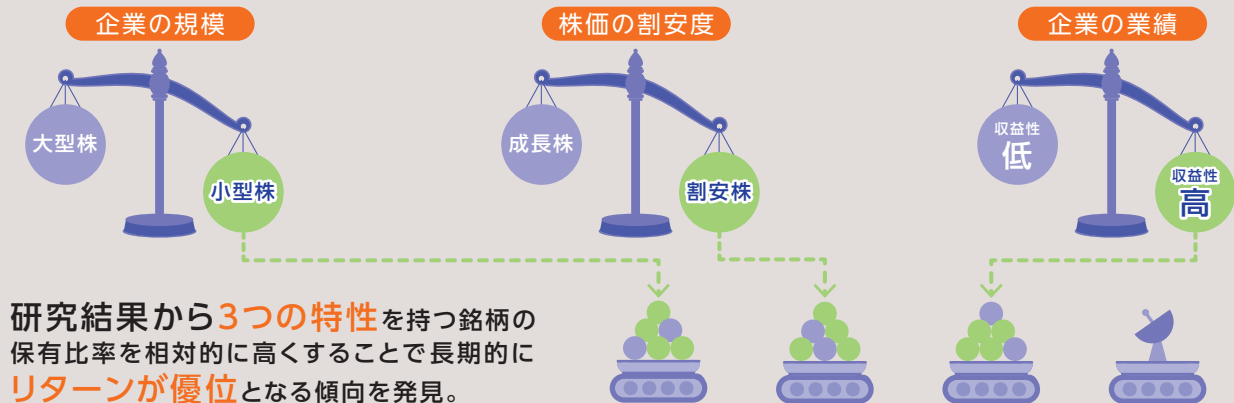 企業の規模
大型株
小型株
株価の割安度
成長株
割安株
企業の業績
収益性
低
収益性
高
研究結果から3つの特性を持つ銘柄の
保有比率を相対的に高くすることで長期的に
リターンが優位となる傾向を発見。